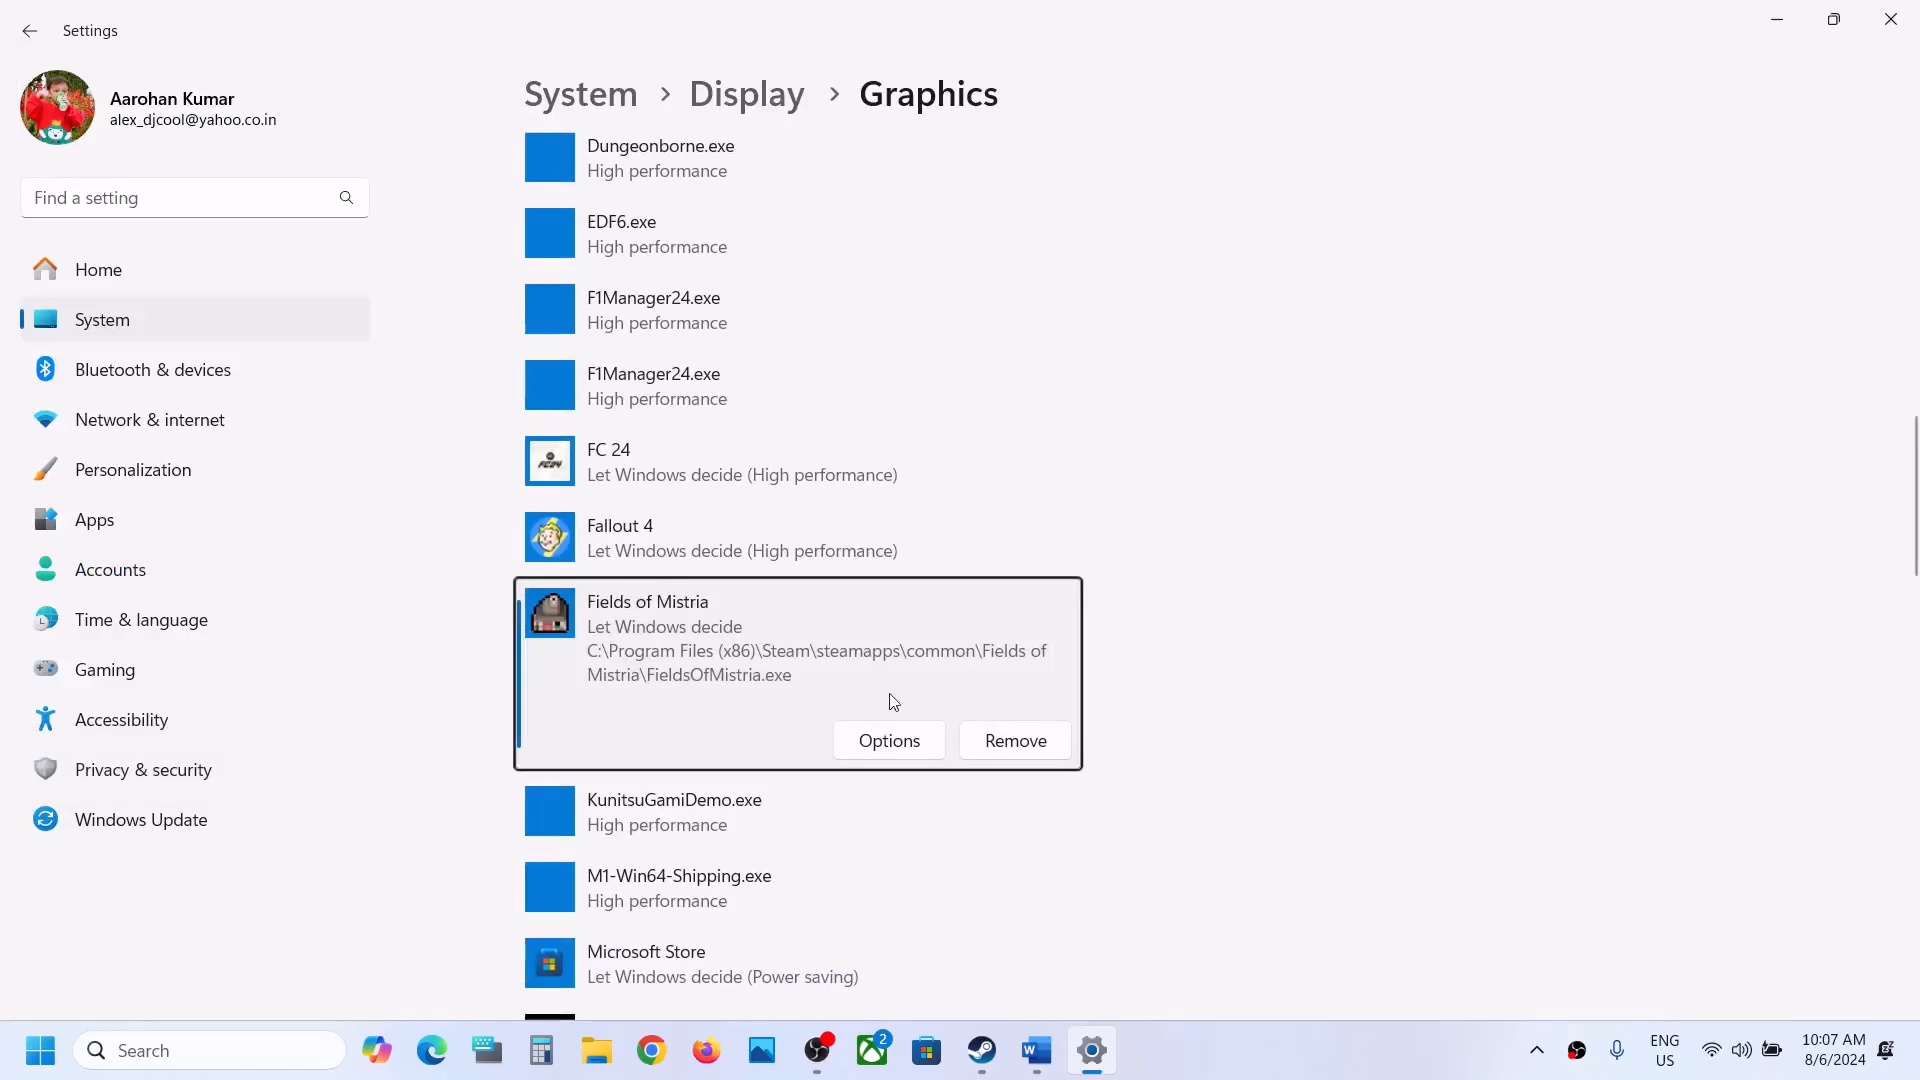 Settings
Aarohan Kumar
alex_djcool@yahoo.co.in
Find a setting
Home
System
Bluetooth & devices
Network & internet
Personalization
Apps
Accounts
Time & language
Gaming
Accessibility
Privacy & security
Windows Update
System > Display > Graphics
Dungeonborne.exe
High performance
EDF6.exe
High performance
F1Manager24.exe
High performance
F1Manager24.exe
High performance
FC24
FC 24
Let Windows decide (High performance)
Fallout 4
Let Windows decide (High performance)
Fields of Mistria
Let Windows decide
C:\Program Files (x86)\Steam\steamapps\common\Fields of
Mistria\FieldsOfMistria.exe
Options
Remove
KunitsuGamiDemo.exe
High performance
M1-Win64-Shipping.exe
High performance
Microsoft Store
Let Windows decide (Power saving)
Search
2
ENG
US
10:07 AM
8/6/2024